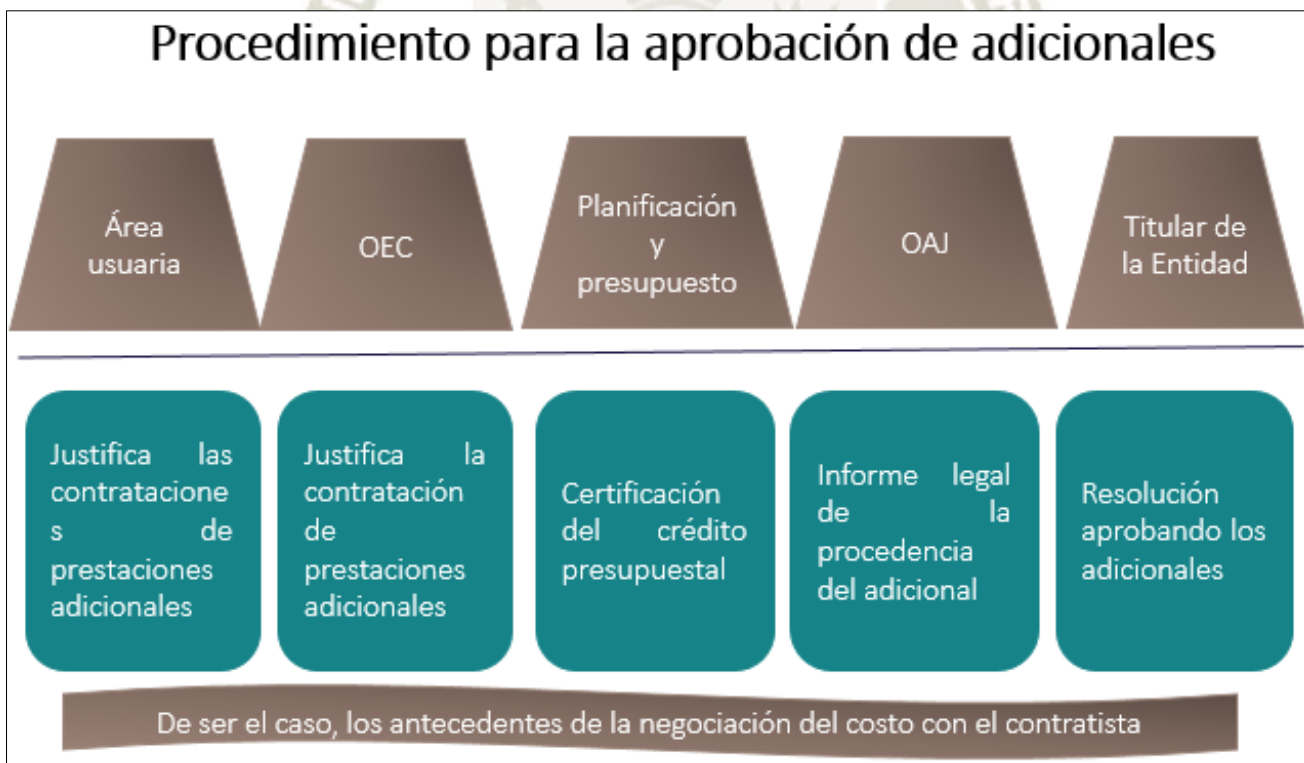 Procedimiento para la aprobación de adicionales
Área
usuaria
OEC
Planificación
y
presupuesto
OAJ
Titular de
la Entidad
Justifica las
contratacione
s de
prestaciones
adicionales
Justifica la
contratación
de
prestaciones
adicionales
Certificación
del crédito
presupuestal
Informe legal
de la
procedencia
del adicional
Resolución
aprobando los
adicionales
De ser el caso, los antecedentes de la negociación del costo con el contratista